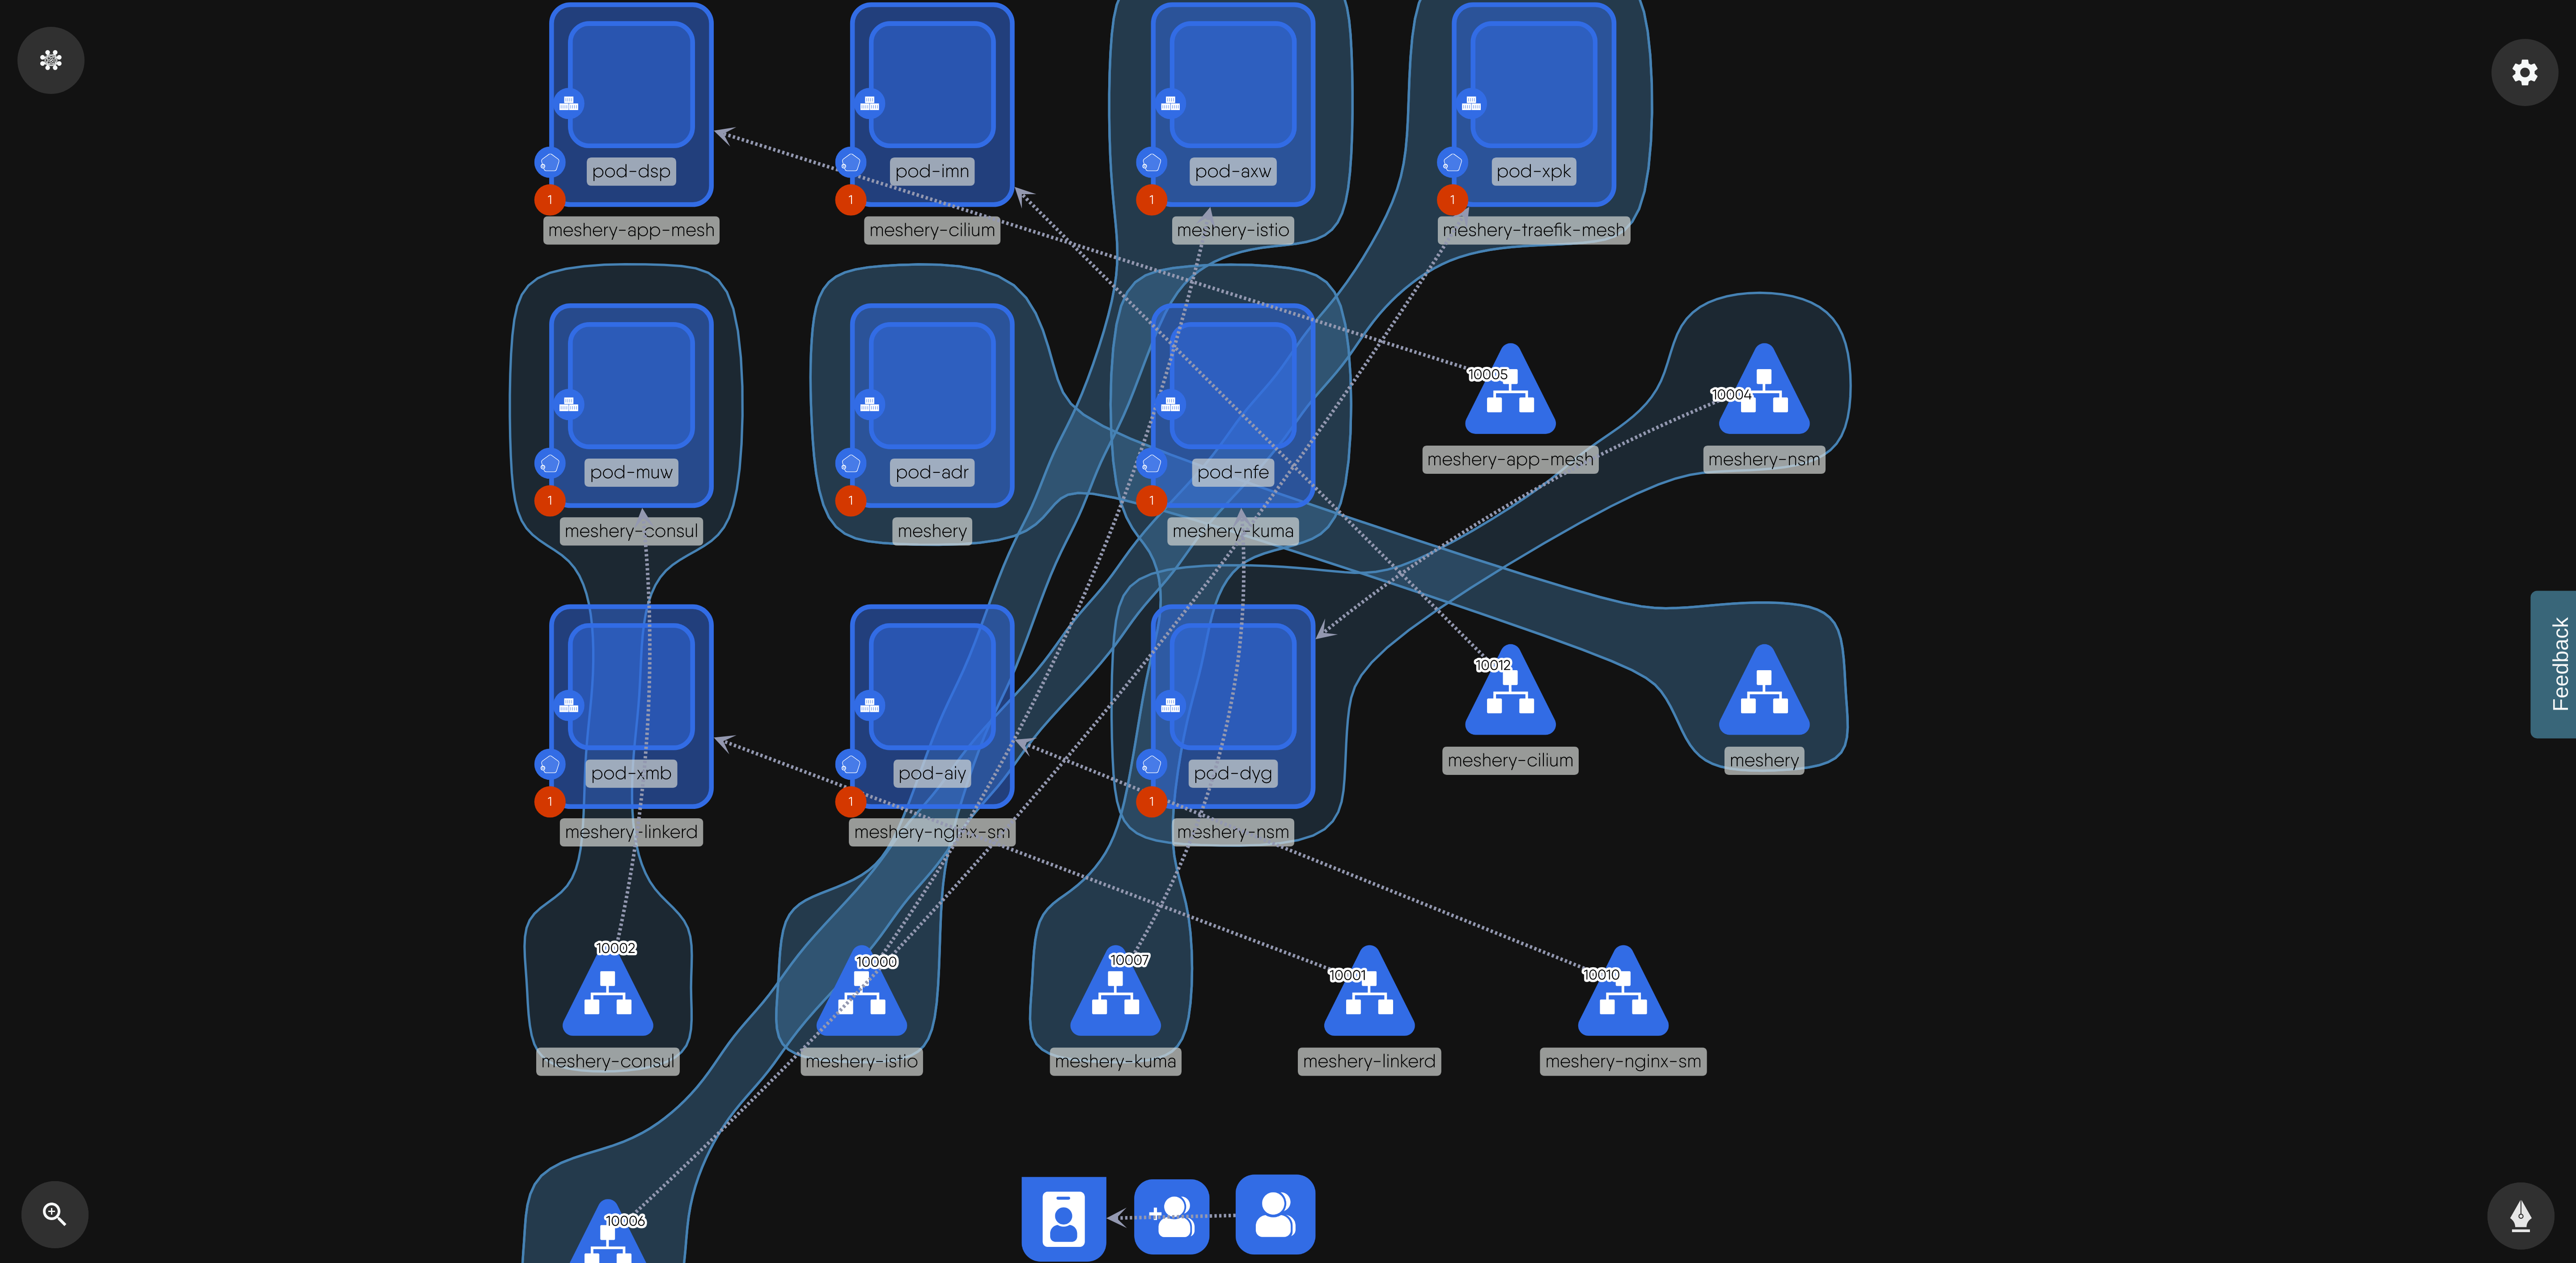 pod-dsp
pod-imn
pod-axw
pod-xpk
1
1
1
1
meshery-app-mesh
meshery-cilium
meshery-istio
meshery-traefik-mesh
10005
10004
meshery-app-mesh
meshery-nsm
pod-muw
pod-adr
pod-nfe
1
1
1
meshery-consul
meshery
meshery-kuma
10012
meshery-cilium
meshery
pod-xmb
pod-aiy
pod-dyg
1
1
1
meshery-linkerd
meshery-nginx-sm
meshery-nsm
Feedback
10002
10000
10007
10001
10010
meshery-consul
meshery-istio
meshery-kuma
meshery-linkerd
meshery-nginx-sm
10006